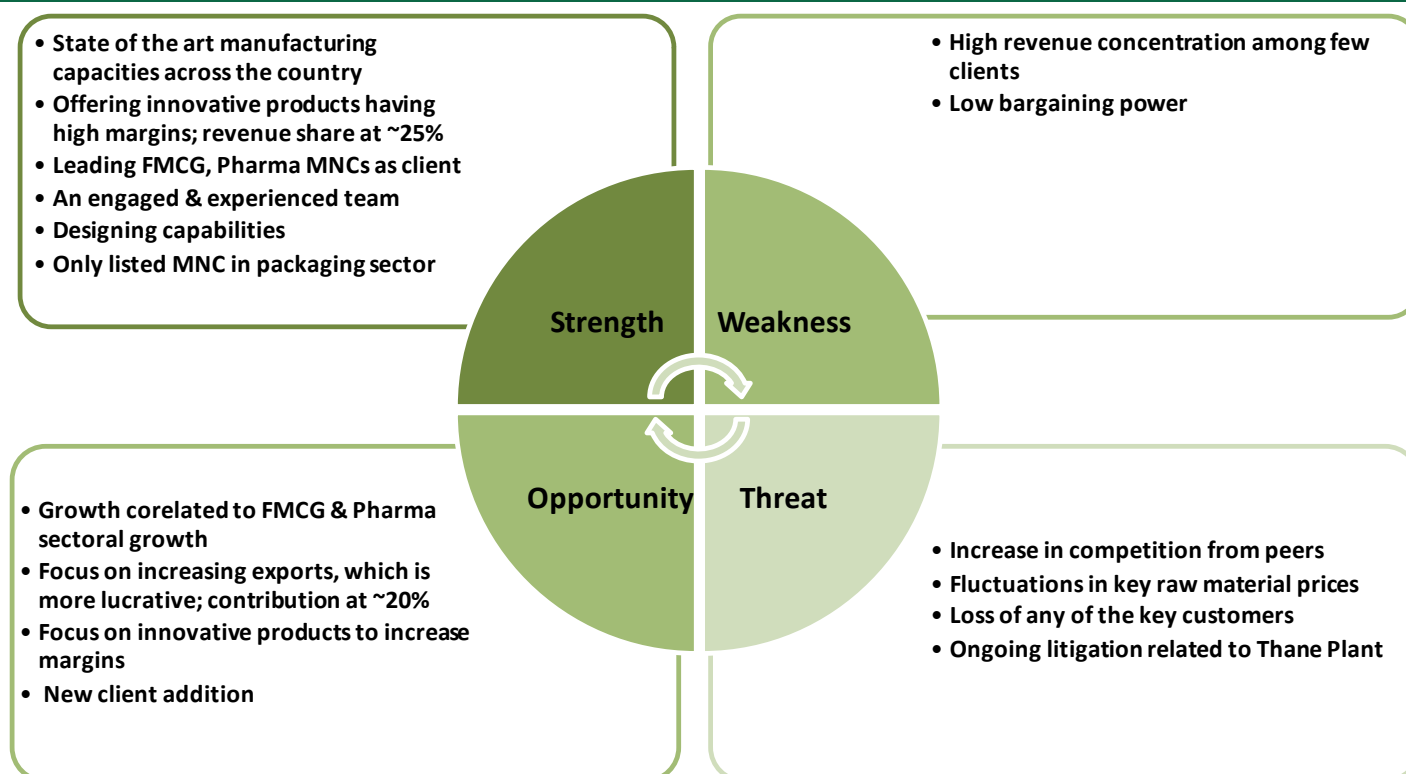 • State of the art manufacturing
capacities across the country
• Offering innovative products having
high margins; revenue share at ~25%
• Leading FMCG, Pharma MNCs as client
• An engaged & experienced team
• Designing capabilities
• Only listed MNC in packaging sector
• High revenue concentration among few
clients
• Low bargaining power
Strength
Weakness
Opportunity
Threat
• Growth corelated to FMCG & Pharma
sectoral growth
• Focus on increasing exports, which is
more lucrative; contribution at ~20%
• Focus on innovative products to increase
margins
• New client addition
• Increase in competition from peers
• Fluctuations in key raw material prices
• Loss of any of the key customers
• Ongoing litigation related to Thane Plant